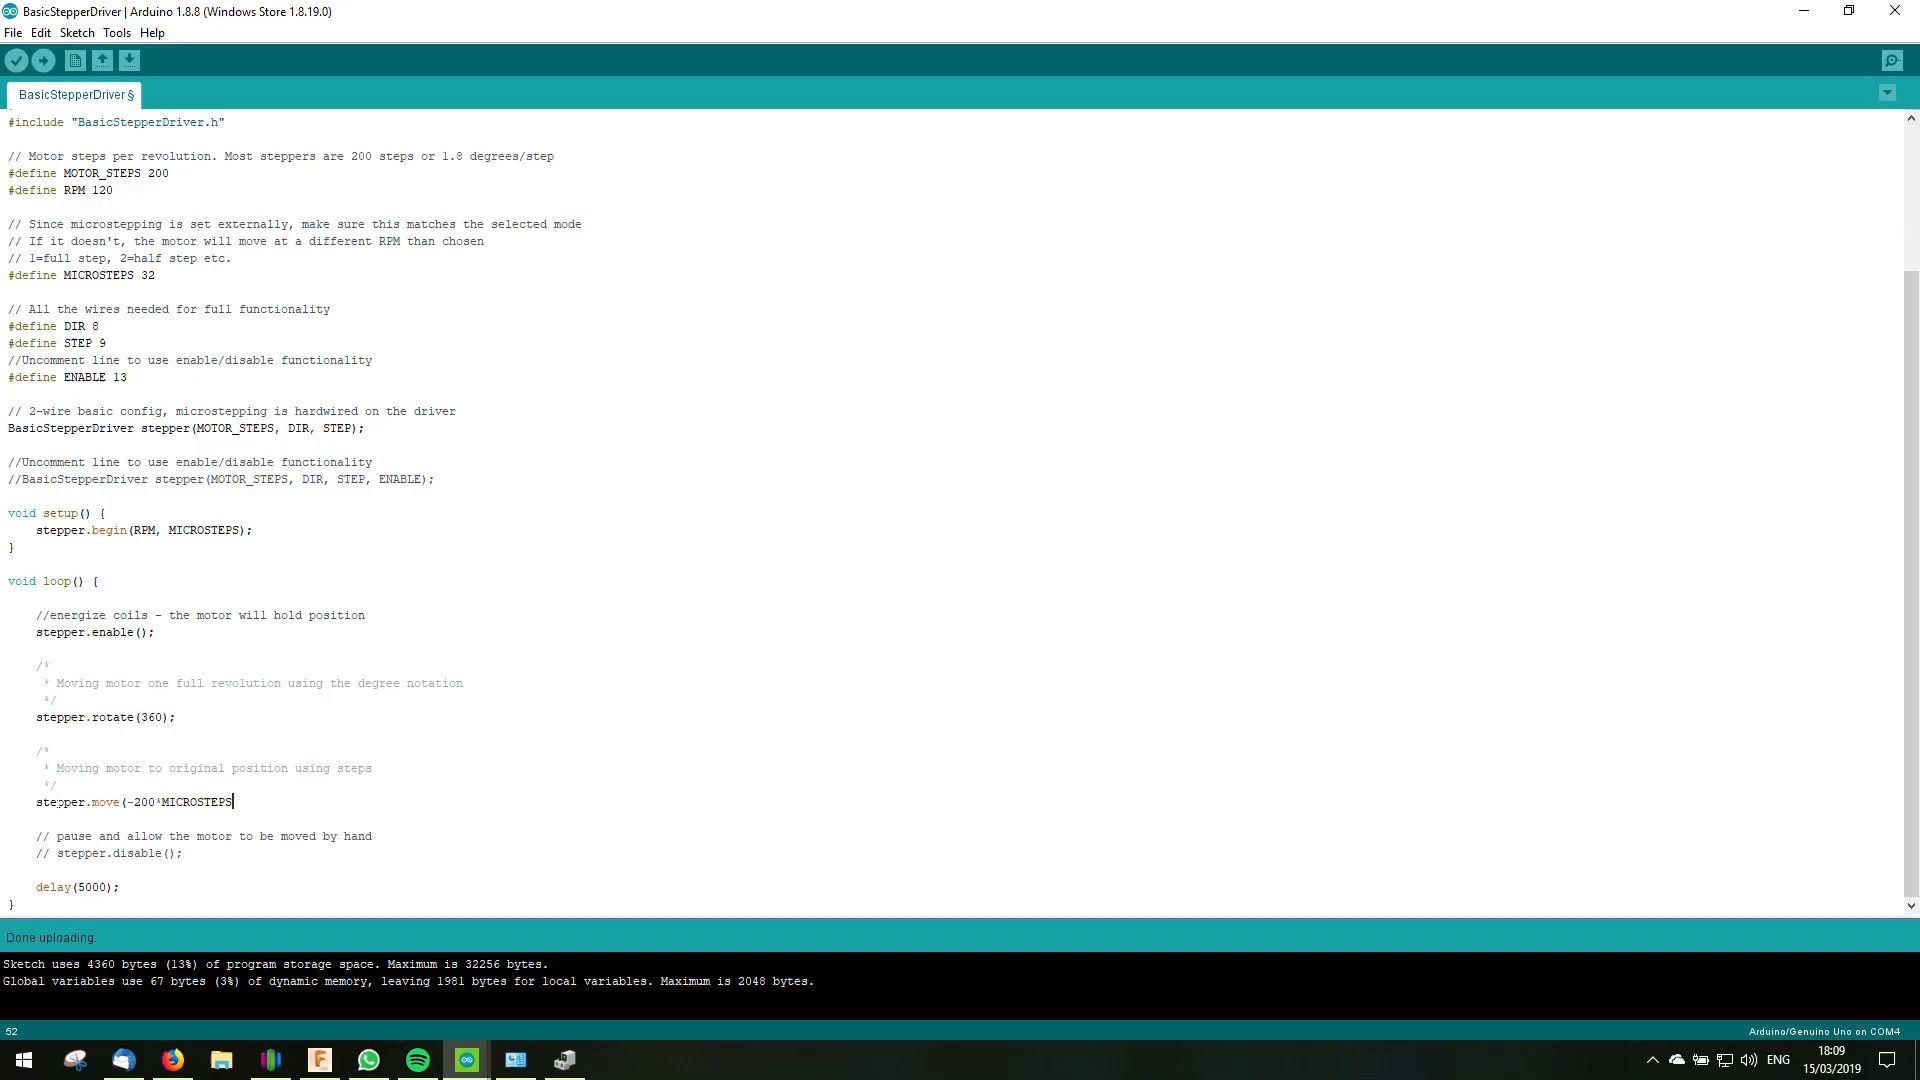 BasicStepperDriver | Arduino 1.8.8 (Windows Store 1.8.19.0)
File Edit Sketch Tools Help
BasicStepperDriver §
#include "BasicStepperDriver.h"
// Motor steps per revolution. Most steppers are 200 steps or 1.8 degrees/step
#define MOTOR_STEPS 200
#define RPM 120
// Since microstepping is set externally, make sure this matches the selected mode
// If it doesn't, the motor will move at a different RPM than chosen
// 1=full step, 2=half step etc.
#define MICROSTEPS 32
// All the wires needed for full functionality
#define DIR 8
#define STEP 9
//Uncomment line to use enable/disable functionality
#define ENABLE 13
// 2-wire basic config, microstepping is hardwired on the driver
BasicStepperDriver stepper(MOTOR_STEPS, DIR, STEP);
//Uncomment line to use enable/disable functionality
//BasicStepperDriver stepper(MOTOR_STEPS, DIR, STEP, ENABLE);
void setup() {
    stepper.begin(RPM, MICROSTEPS);
}
void loop() {
    //energize coils - the motor will hold position
    stepper.enable();
    /*
     * Moving motor one full revolution using the degree notation
     */
    stepper.rotate(360);
    /*
     * Moving motor to original position using steps
     */
    stepper.move(-200*MICROSTEPS
    // pause and allow the motor to be moved by hand
    // stepper.disable();
    delay(5000);
}
Done uploading.
Sketch uses 4360 bytes (13%) of program storage space. Maximum is 32256 bytes.
Global variables use 67 bytes (3%) of dynamic memory, leaving 1981 bytes for local variables. Maximum is 2048 bytes.
52 Arduino/Genuino Uno on COM4
ENG 18:09
15/03/2019